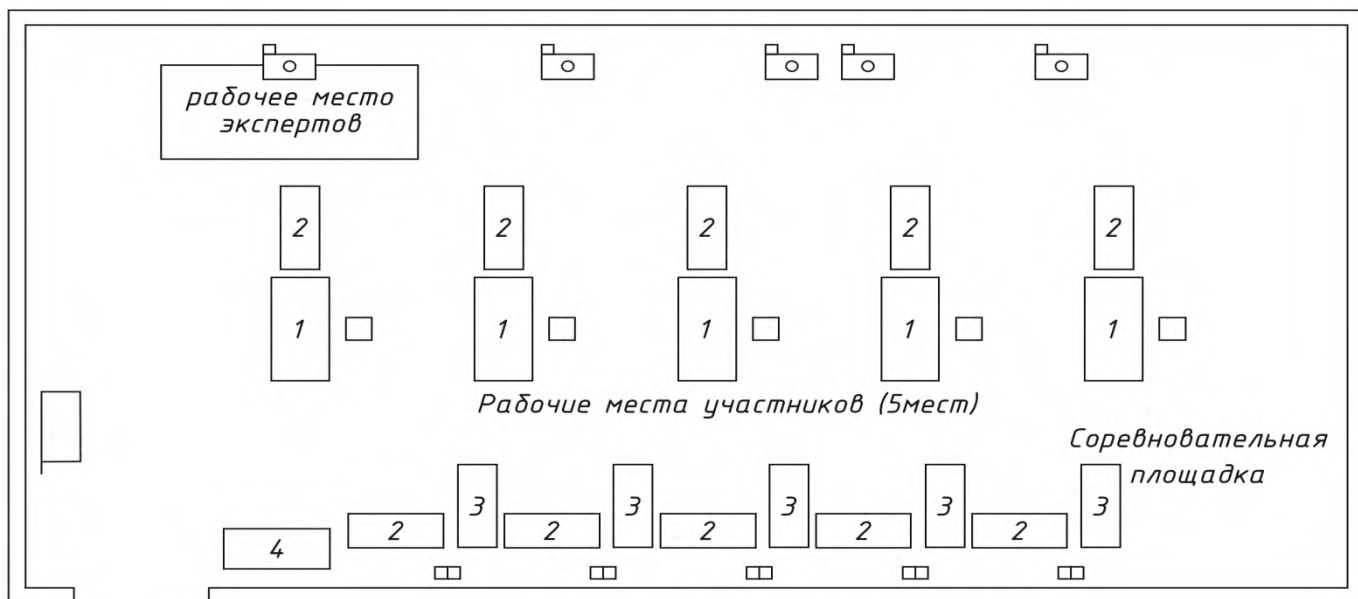 рабочее место
экспертов
2 2 2 2 2
1 1 1 1 1
Рабочие места участников (5мест)
Соревновательная
площадка
3 3 3 3 3
2 2 2 2 2
4